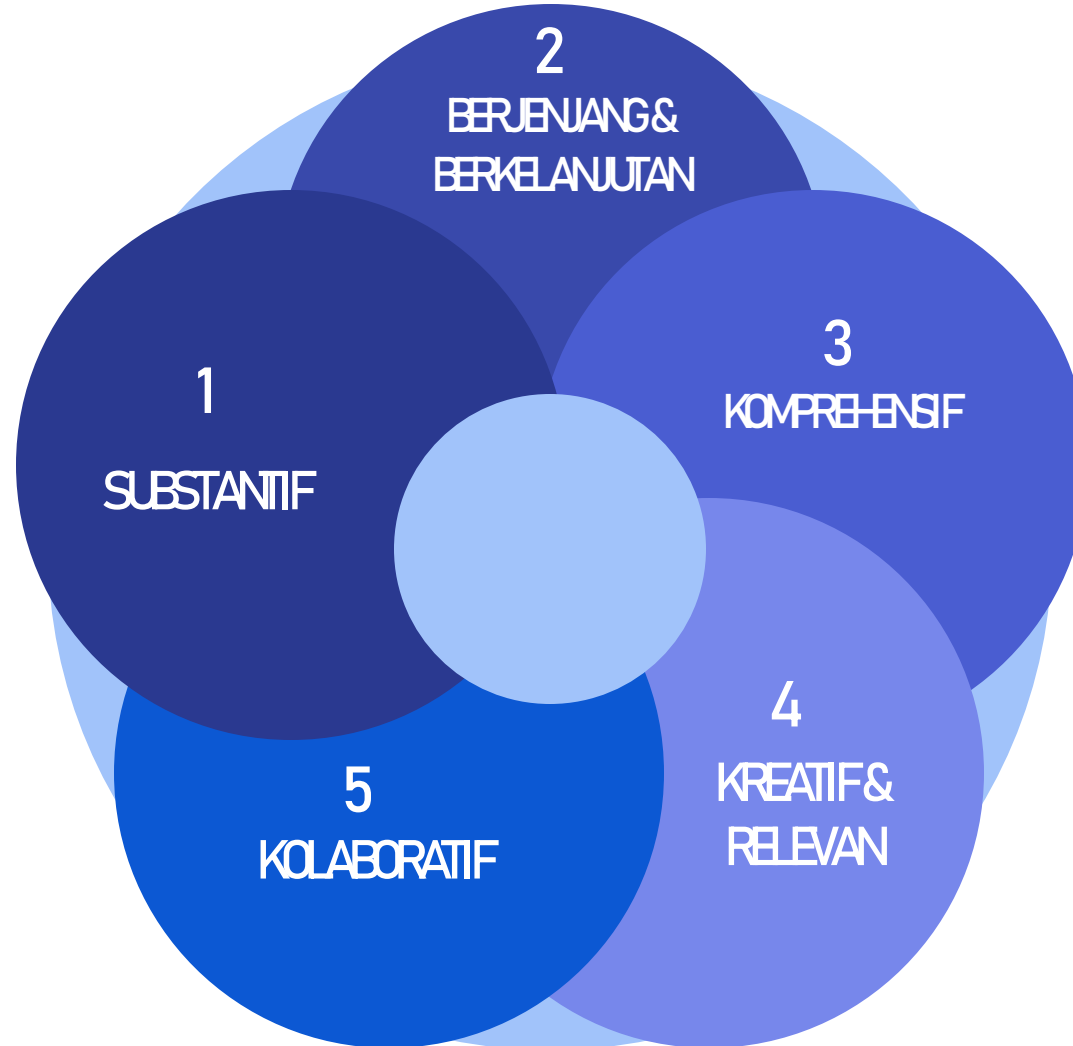 1
SUBSTANTIF
2
BERJENJANG &
BERKELANJUTAN
3
KOMPREHENSIF
4
KREATIF &
RELEVAN
5
KOLABORATIF